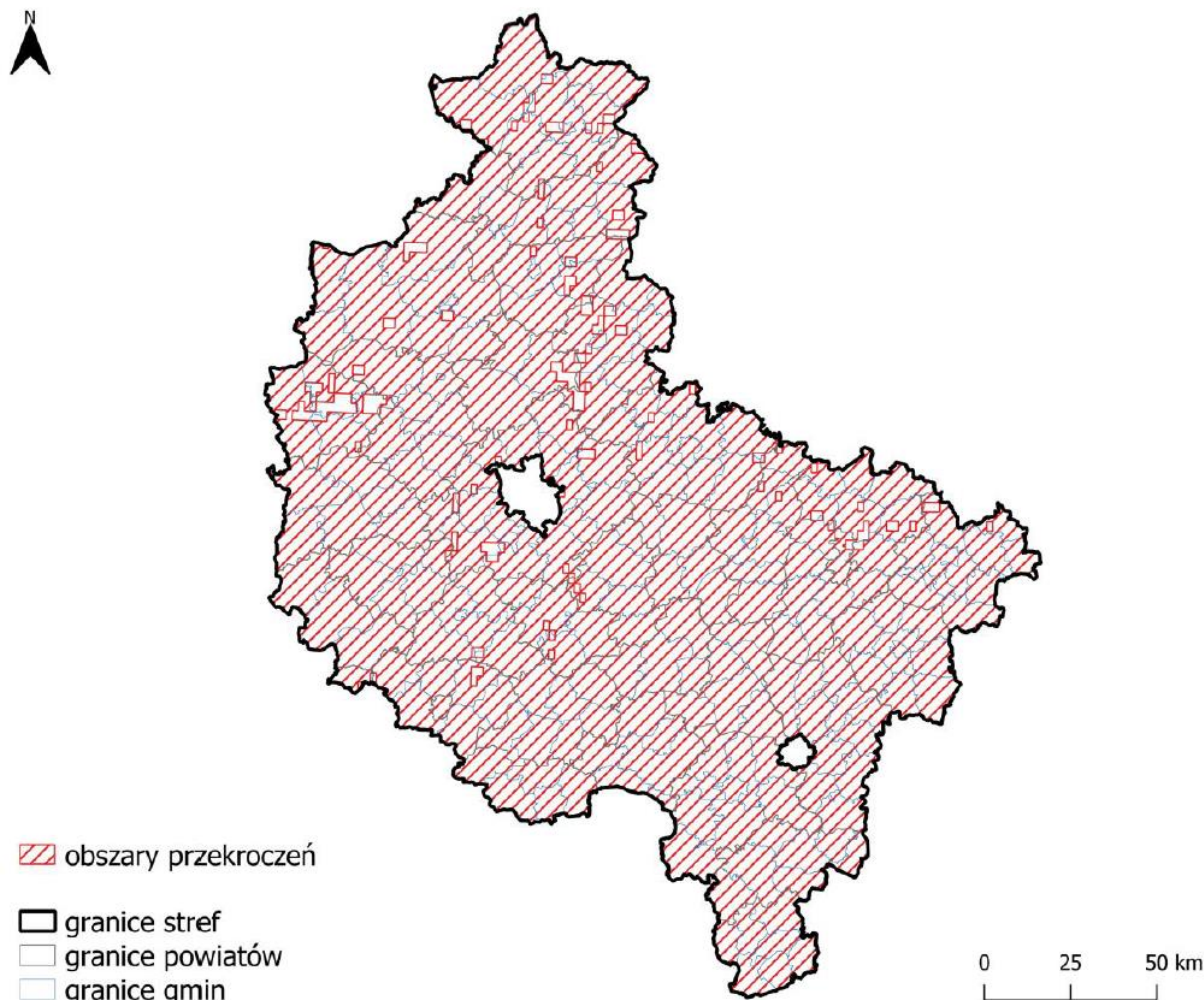 N
obszary przekroczeń
granice stref
granice powiatów
granice gmin
0 25 50 km